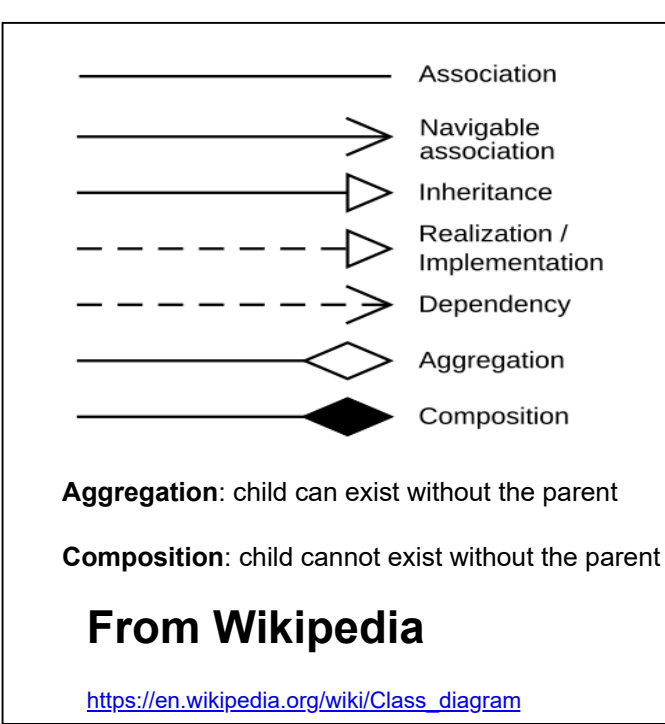 Association
Navigable
association
Inheritance
Realization /
Implementation
Dependency
Aggregation
Composition
Aggregation: child can exist without the parent
Composition: child cannot exist without the parent
From Wikipedia
https://en.wikipedia.org/wiki/Class_diagram